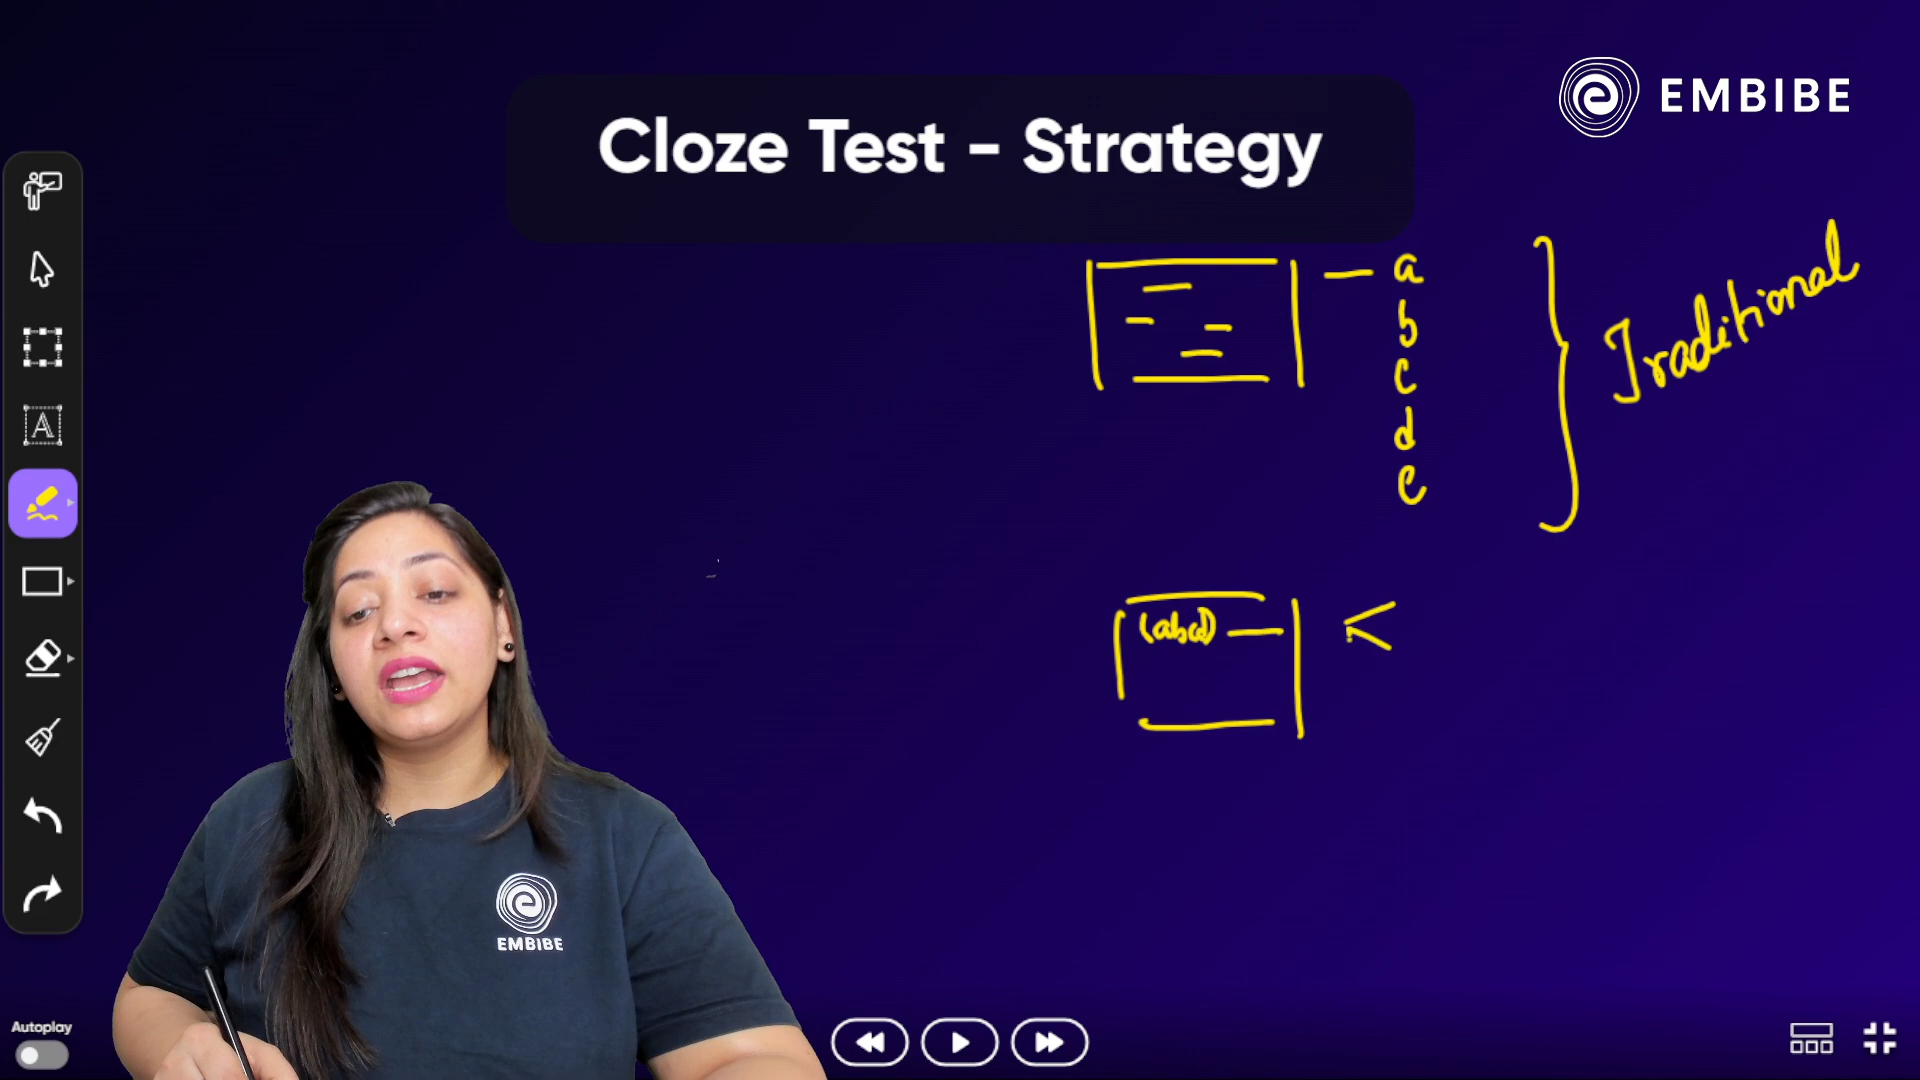 EMBIBE
Cloze Test - Strategy
a
b
c
d
e
Traditional
(abcd)
EMBIBE
Autoplay